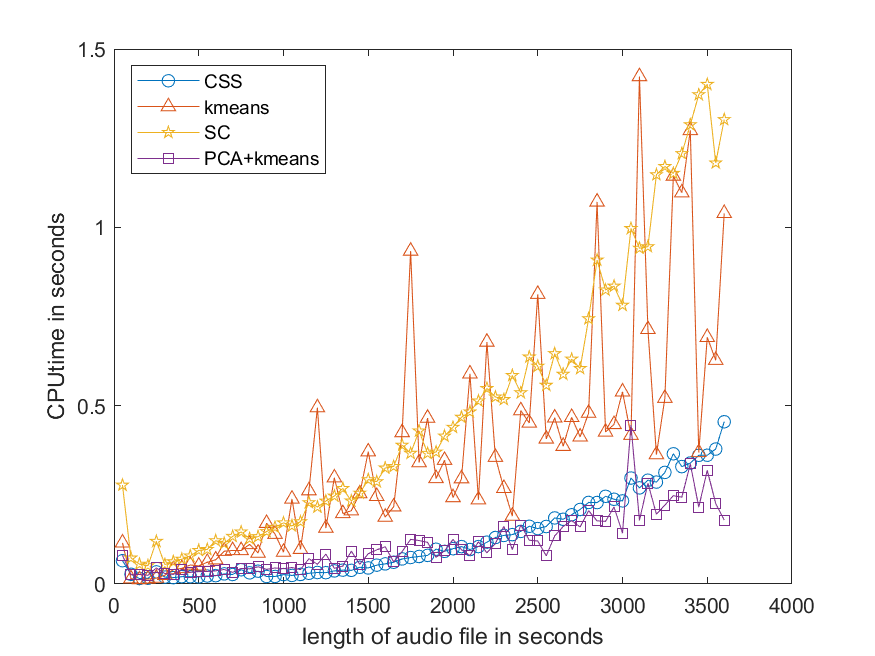 1.5
1
0.5
0
CPUtime in seconds
CSS
kmeans
SC
PCA+kmeans
0 500 1000 1500 2000 2500 3000 3500 4000
length of audio file in seconds